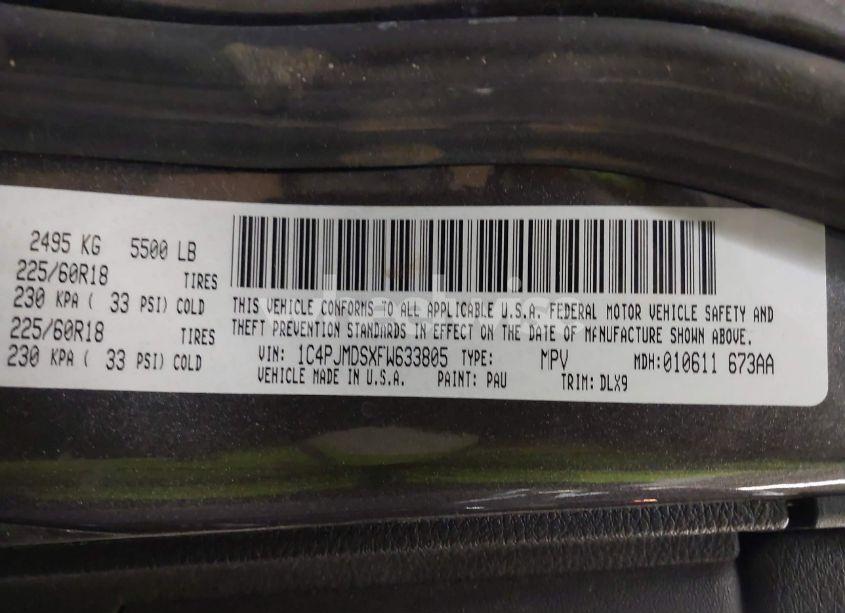 2495 KG 5500 LB
225/60R18 TIRES
230 KPA ( 33 PSI) COLD
225/60R18 TIRES
230 KPA ( 33 PSI) COLD
THIS VEHICLE CONFORMS TO ALL APPLICABLE U.S.A. FEDERAL MOTOR VEHICLE SAFETY AND
THEFT PREVENTION STANDARDS IN EFFECT ON THE DATE OF MANUFACTURE SHOWN ABOVE.
VIN: 1C4PJMDSXFW633805 TYPE: MPV MDH:010611 673AA
VEHICLE MADE IN U.S.A. PAINT: PAU TRIM: DLX9